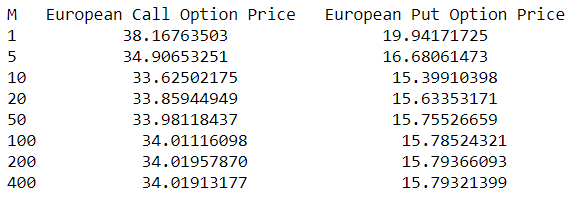 M European Call Option Price European Put Option Price
1 38.16763503 19.94171725
5 34.90653251 16.68061473
10 33.62502175 15.39910398
20 33.85944949 15.63353171
50 33.98118437 15.75526659
100 34.01116098 15.78524321
200 34.01957870 15.79366093
400 34.01913177 15.79321399